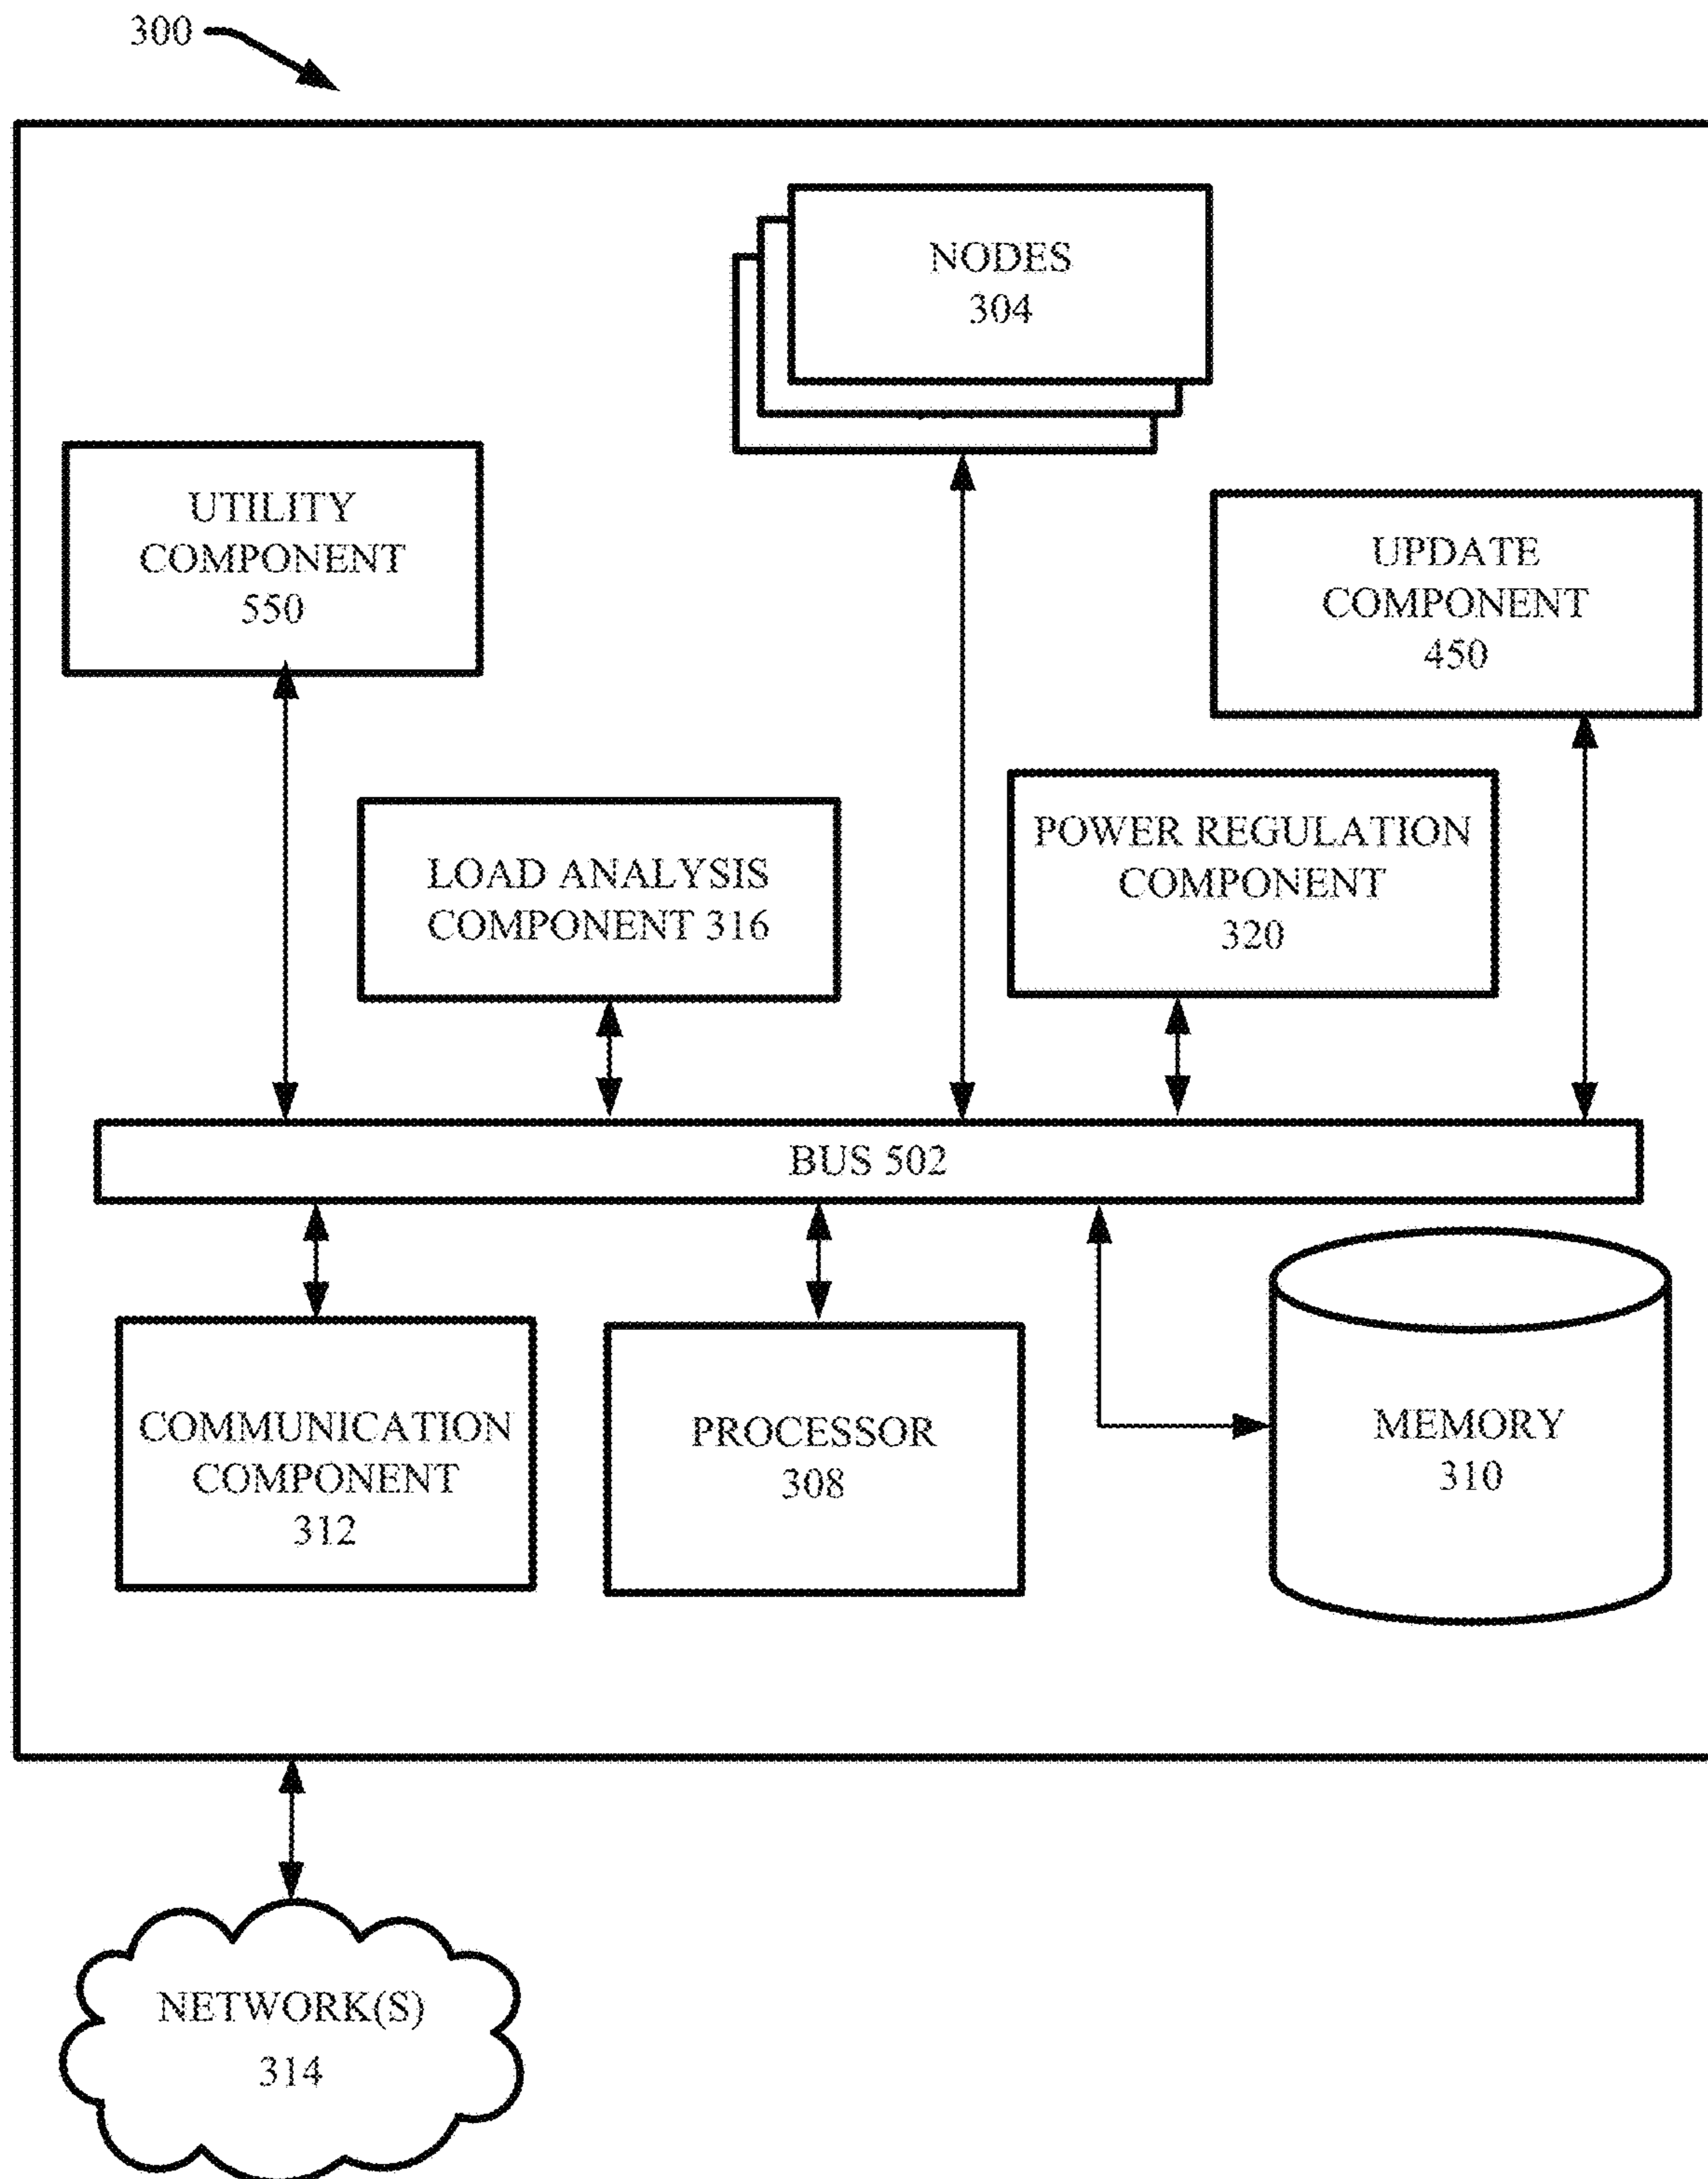 300
NODES
304
UTILITY
COMPONENT
550
UPDATE
COMPONENT
450
LOAD ANALYSIS
COMPONENT 316
POWER REGULATION
COMPONENT
320
BUS 502
COMMUNICATION
COMPONENT
312
PROCESSOR
308
MEMORY
310
NETWORK(S)
314